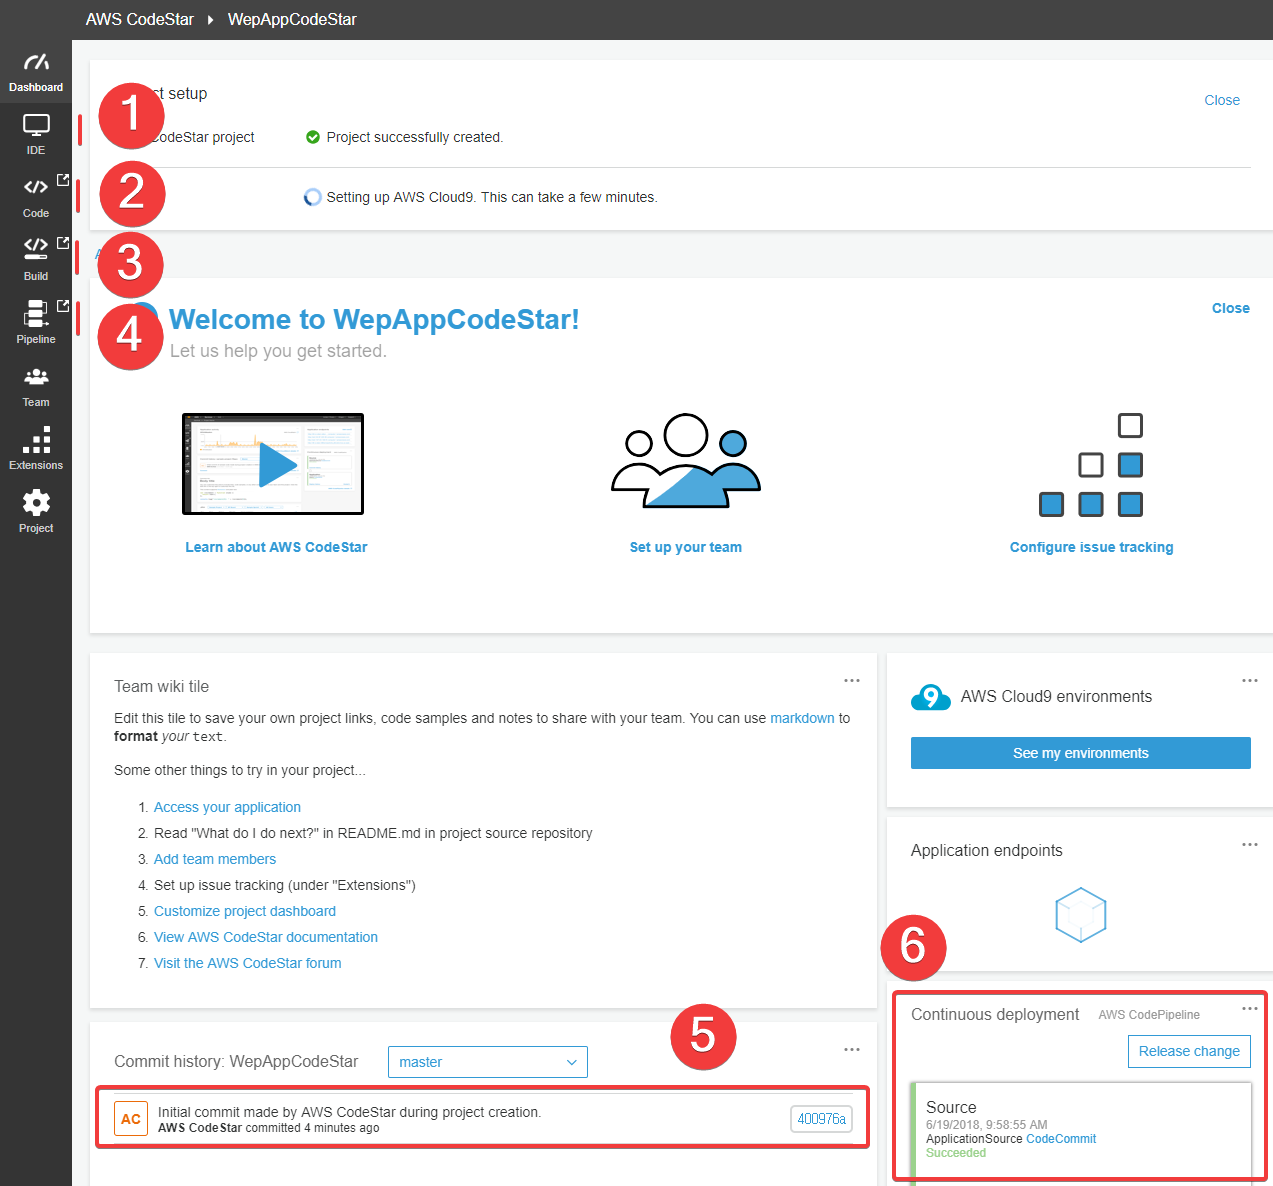 AWS CodeStar WepAppCodeStar
Dashboard
IDE
Code
Build
Pipeline
Team
Extensions
Project
1
2
3
4
setup
Close
CodeStar project
Project successfully created.
Setting up AWS Cloud9. This can take a few minutes.
Welcome to WepAppCodeStar!
Close
Let us help you get started.
Learn about AWS CodeStar
Set up your team
Configure issue tracking
Team wiki tile
Edit this tile to save your own project links, code samples and notes to share with your team. You can use markdown to
format your text.
Some other things to try in your project...
1. Access your application
2. Read "What do I do next?" in README.md in project source repository
3. Add team members
4. Set up issue tracking (under "Extensions")
5. Customize project dashboard
6. View AWS CodeStar documentation
7. Visit the AWS CodeStar forum
9 AWS Cloud9 environments
See my environments
Application endpoints
6
Continuous deployment AWS CodePipeline
Release change
Source
6/19/2018, 9:58:55 AM
ApplicationSource CodeCommit
Succeeded
5
Commit history: WepAppCodeStar master
AC
Initial commit made by AWS CodeStar during project creation.
AWS CodeStar committed 4 minutes ago
400976a